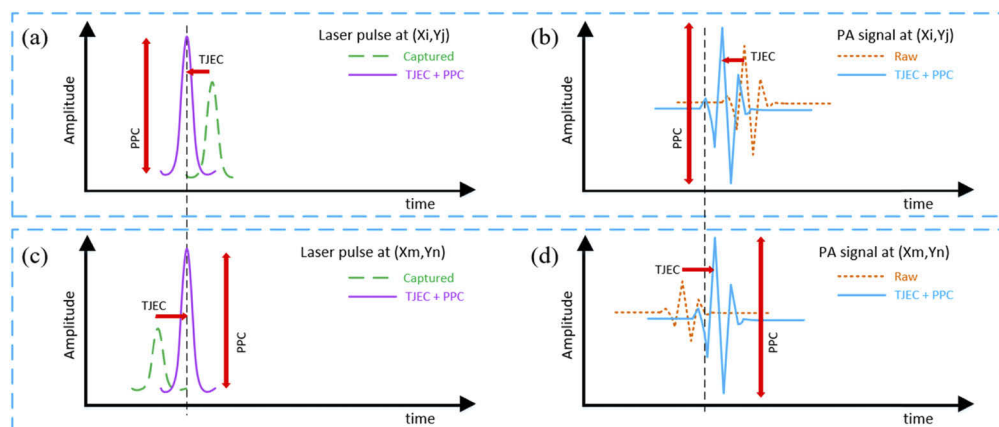 (a)
Laser pulse at (Xi,Yj)
Captured
TJEC + PPC
TJEC
PPC
Amplitude
time
(b)
PA signal at (Xi,Yj)
Raw
TJEC + PPC
TJEC
PPC
Amplitude
time
(c)
Laser pulse at (Xm,Yn)
Captured
TJEC + PPC
TJEC
PPC
Amplitude
time
(d)
PA signal at (Xm,Yn)
Raw
TJEC + PPC
TJEC
PPC
Amplitude
time